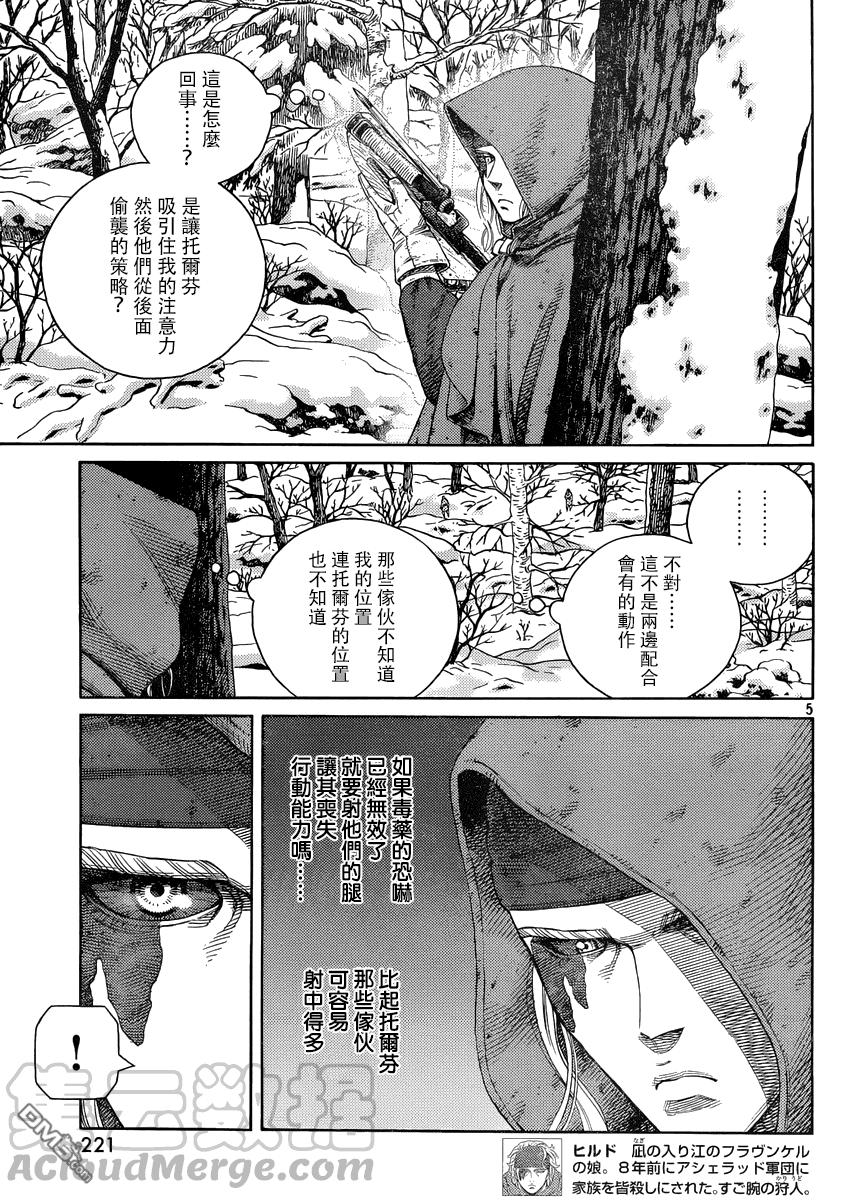 這是怎麼
回事……？
是讓托爾芬
吸引住我的注意力
然後他們從後面
偷襲的策略？
………
………
不對……
這不是兩邊配合
會有的動作
那些傢伙不知道
我的位置
連托爾芬的位置
也不知道
5
如果毒藥的恐嚇
已經無效了
就要射他們的腿
讓其喪失
行動能力嗎……
比起托爾芬
那些傢伙
可容易
射中得多
！
集云数据
AcloudMerge.com
221
ヒルド　凪の入り江のフラヴンケル
の娘。８年前にアシェラッド軍団に
家族を皆殺しにされた。すご腕の狩人。